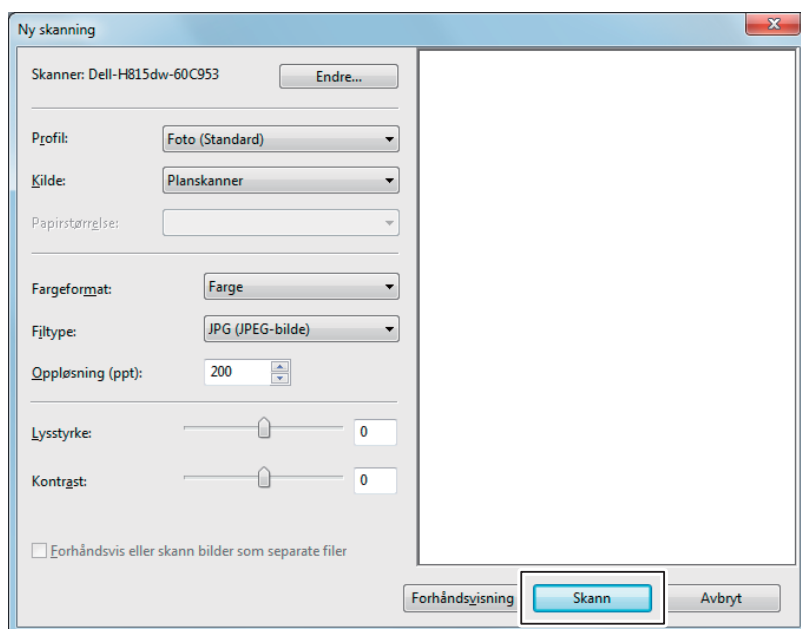 Ny skanning
Skanner: Dell-H815dw-60C953 Endre...
Profil: Foto (Standard)
Kilde: Planskanner
Papirstørrelse:
Fargeformat: Farge
Filtype: JPG (JPEG-bilde)
Oppløsning (ppt): 200
Lysstyrke: 0
Kontrast: 0
Forhåndsvis eller skann bilder som separate filer
Forhåndsvisning Skann Avbryt